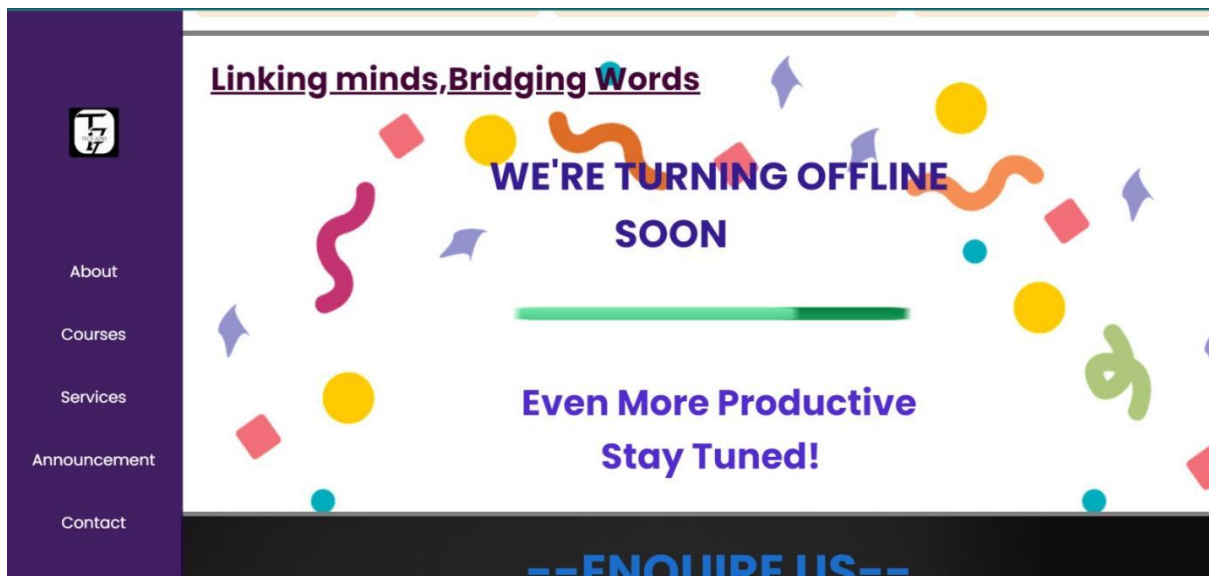 Linking minds,Bridging Words
WE'RE TURNING OFFLINE
SOON
About
Courses
Services
Even More Productive
Announcement
Stay Tuned!
Contact
--ENQUIRE US--